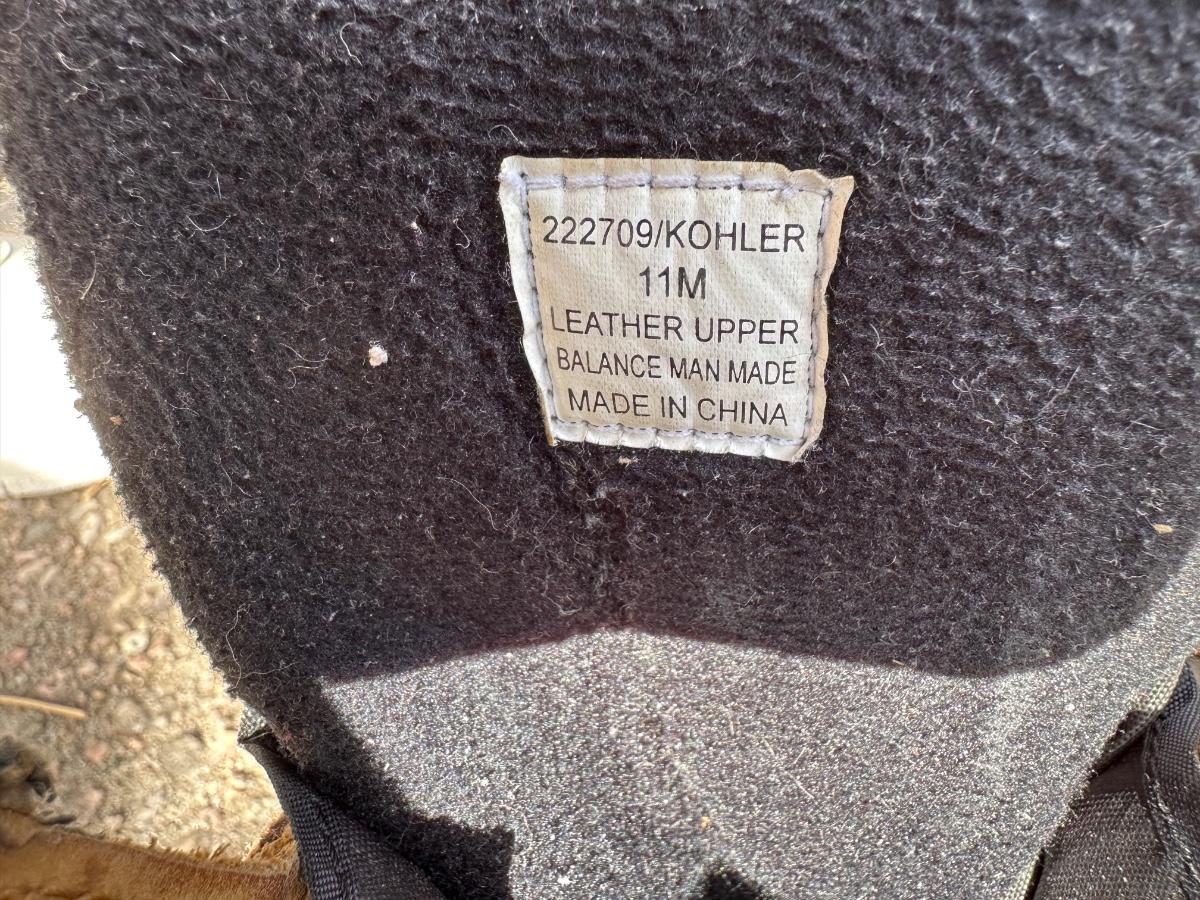 222709/KOHLER
11M
LEATHER UPPER
BALANCE MAN MADE
MADE IN CHINA